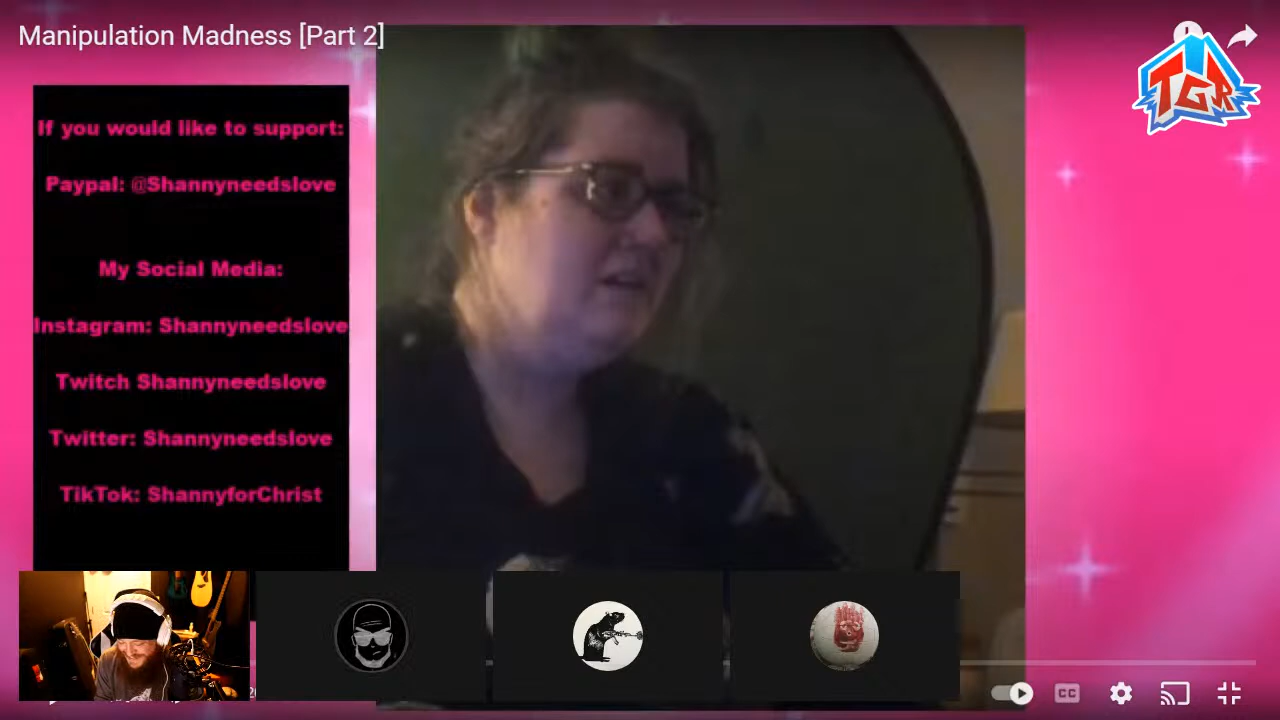 Manipulation Madness [Part 2]
TGR
If you would like to support:
Paypal: @Shannyneedslove
My Social Media:
Instagram: Shannyneedslove
Twitch Shannyneedslove
Twitter: Shannyneedslove
TikTok: ShannyforChrist
CC